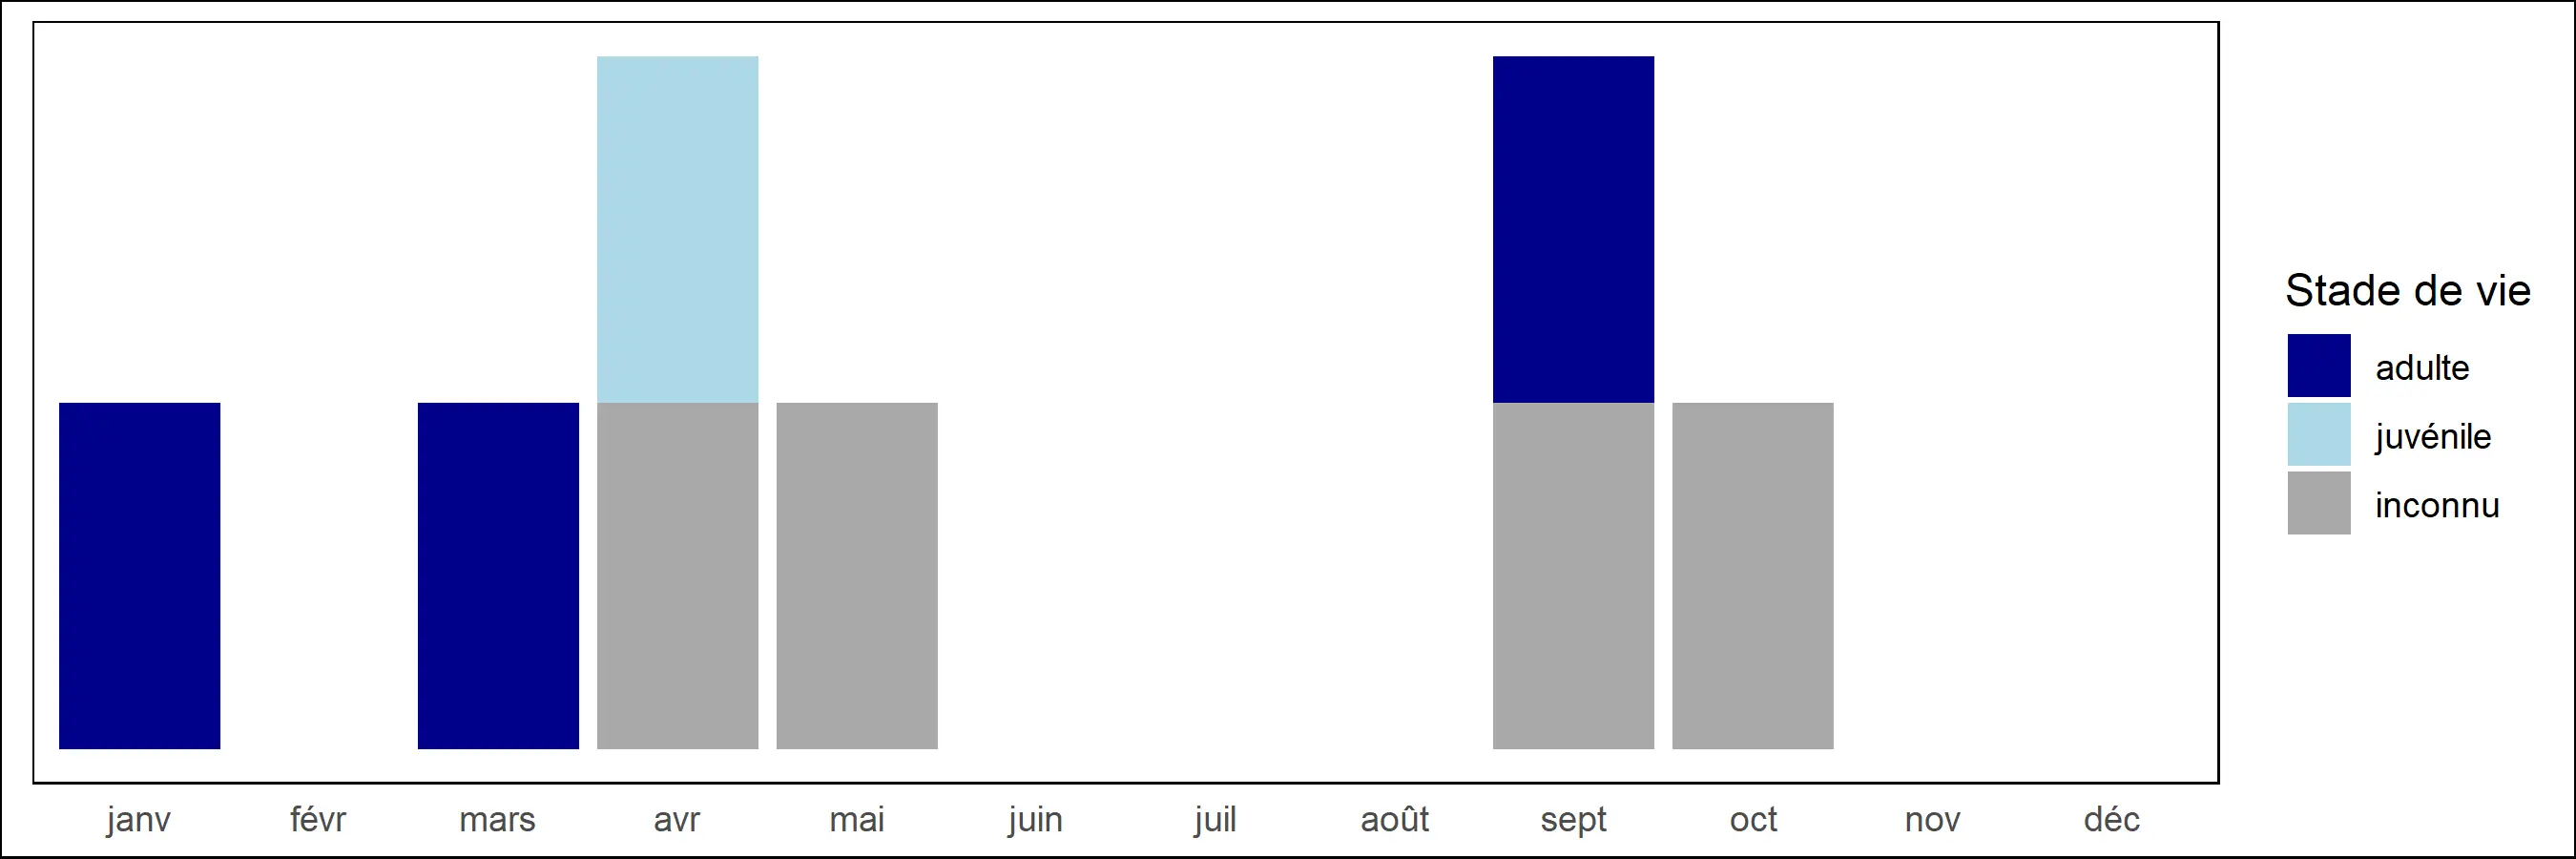 Stade de vie
adulte
juvénile
inconnu
janv févr mars avr mai juin juil août sept oct nov déc